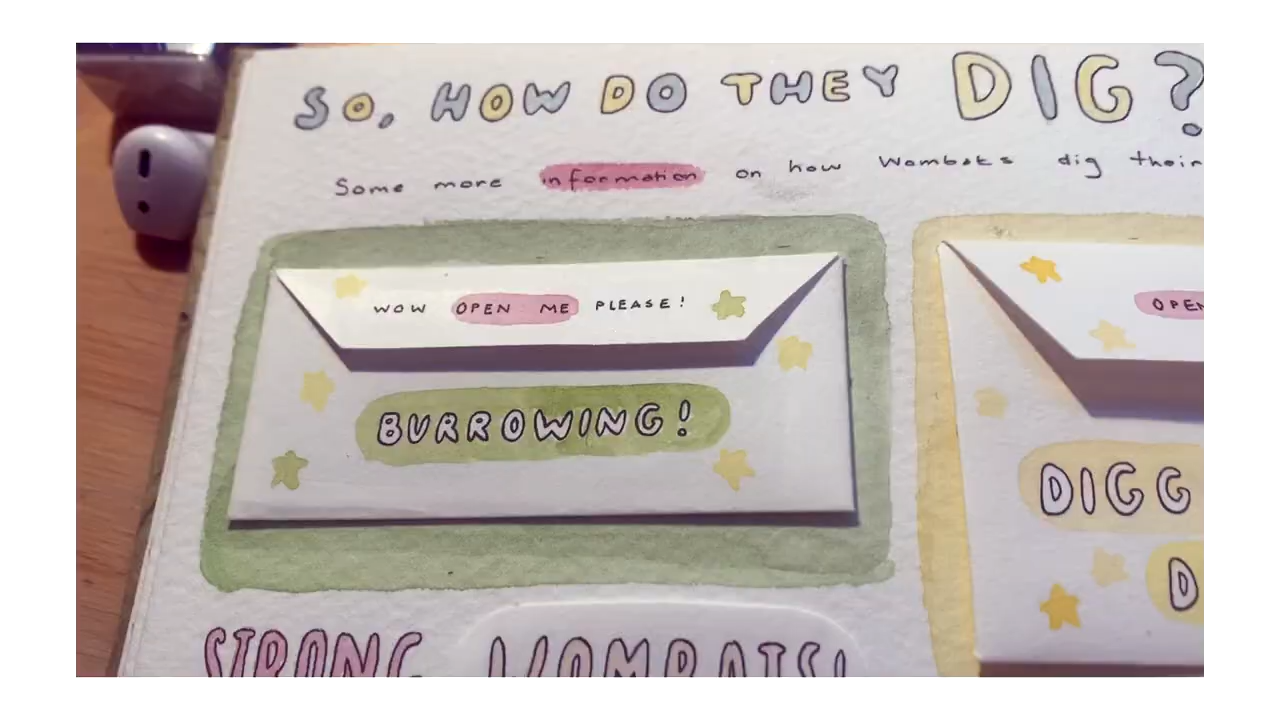 SO, HOW DO THEY DIG?
Some more information on how Wombats dig their
WOW OPEN ME PLEASE!
BURROWING!
OPEN
DIGG
D
STRONG WOMBATS!